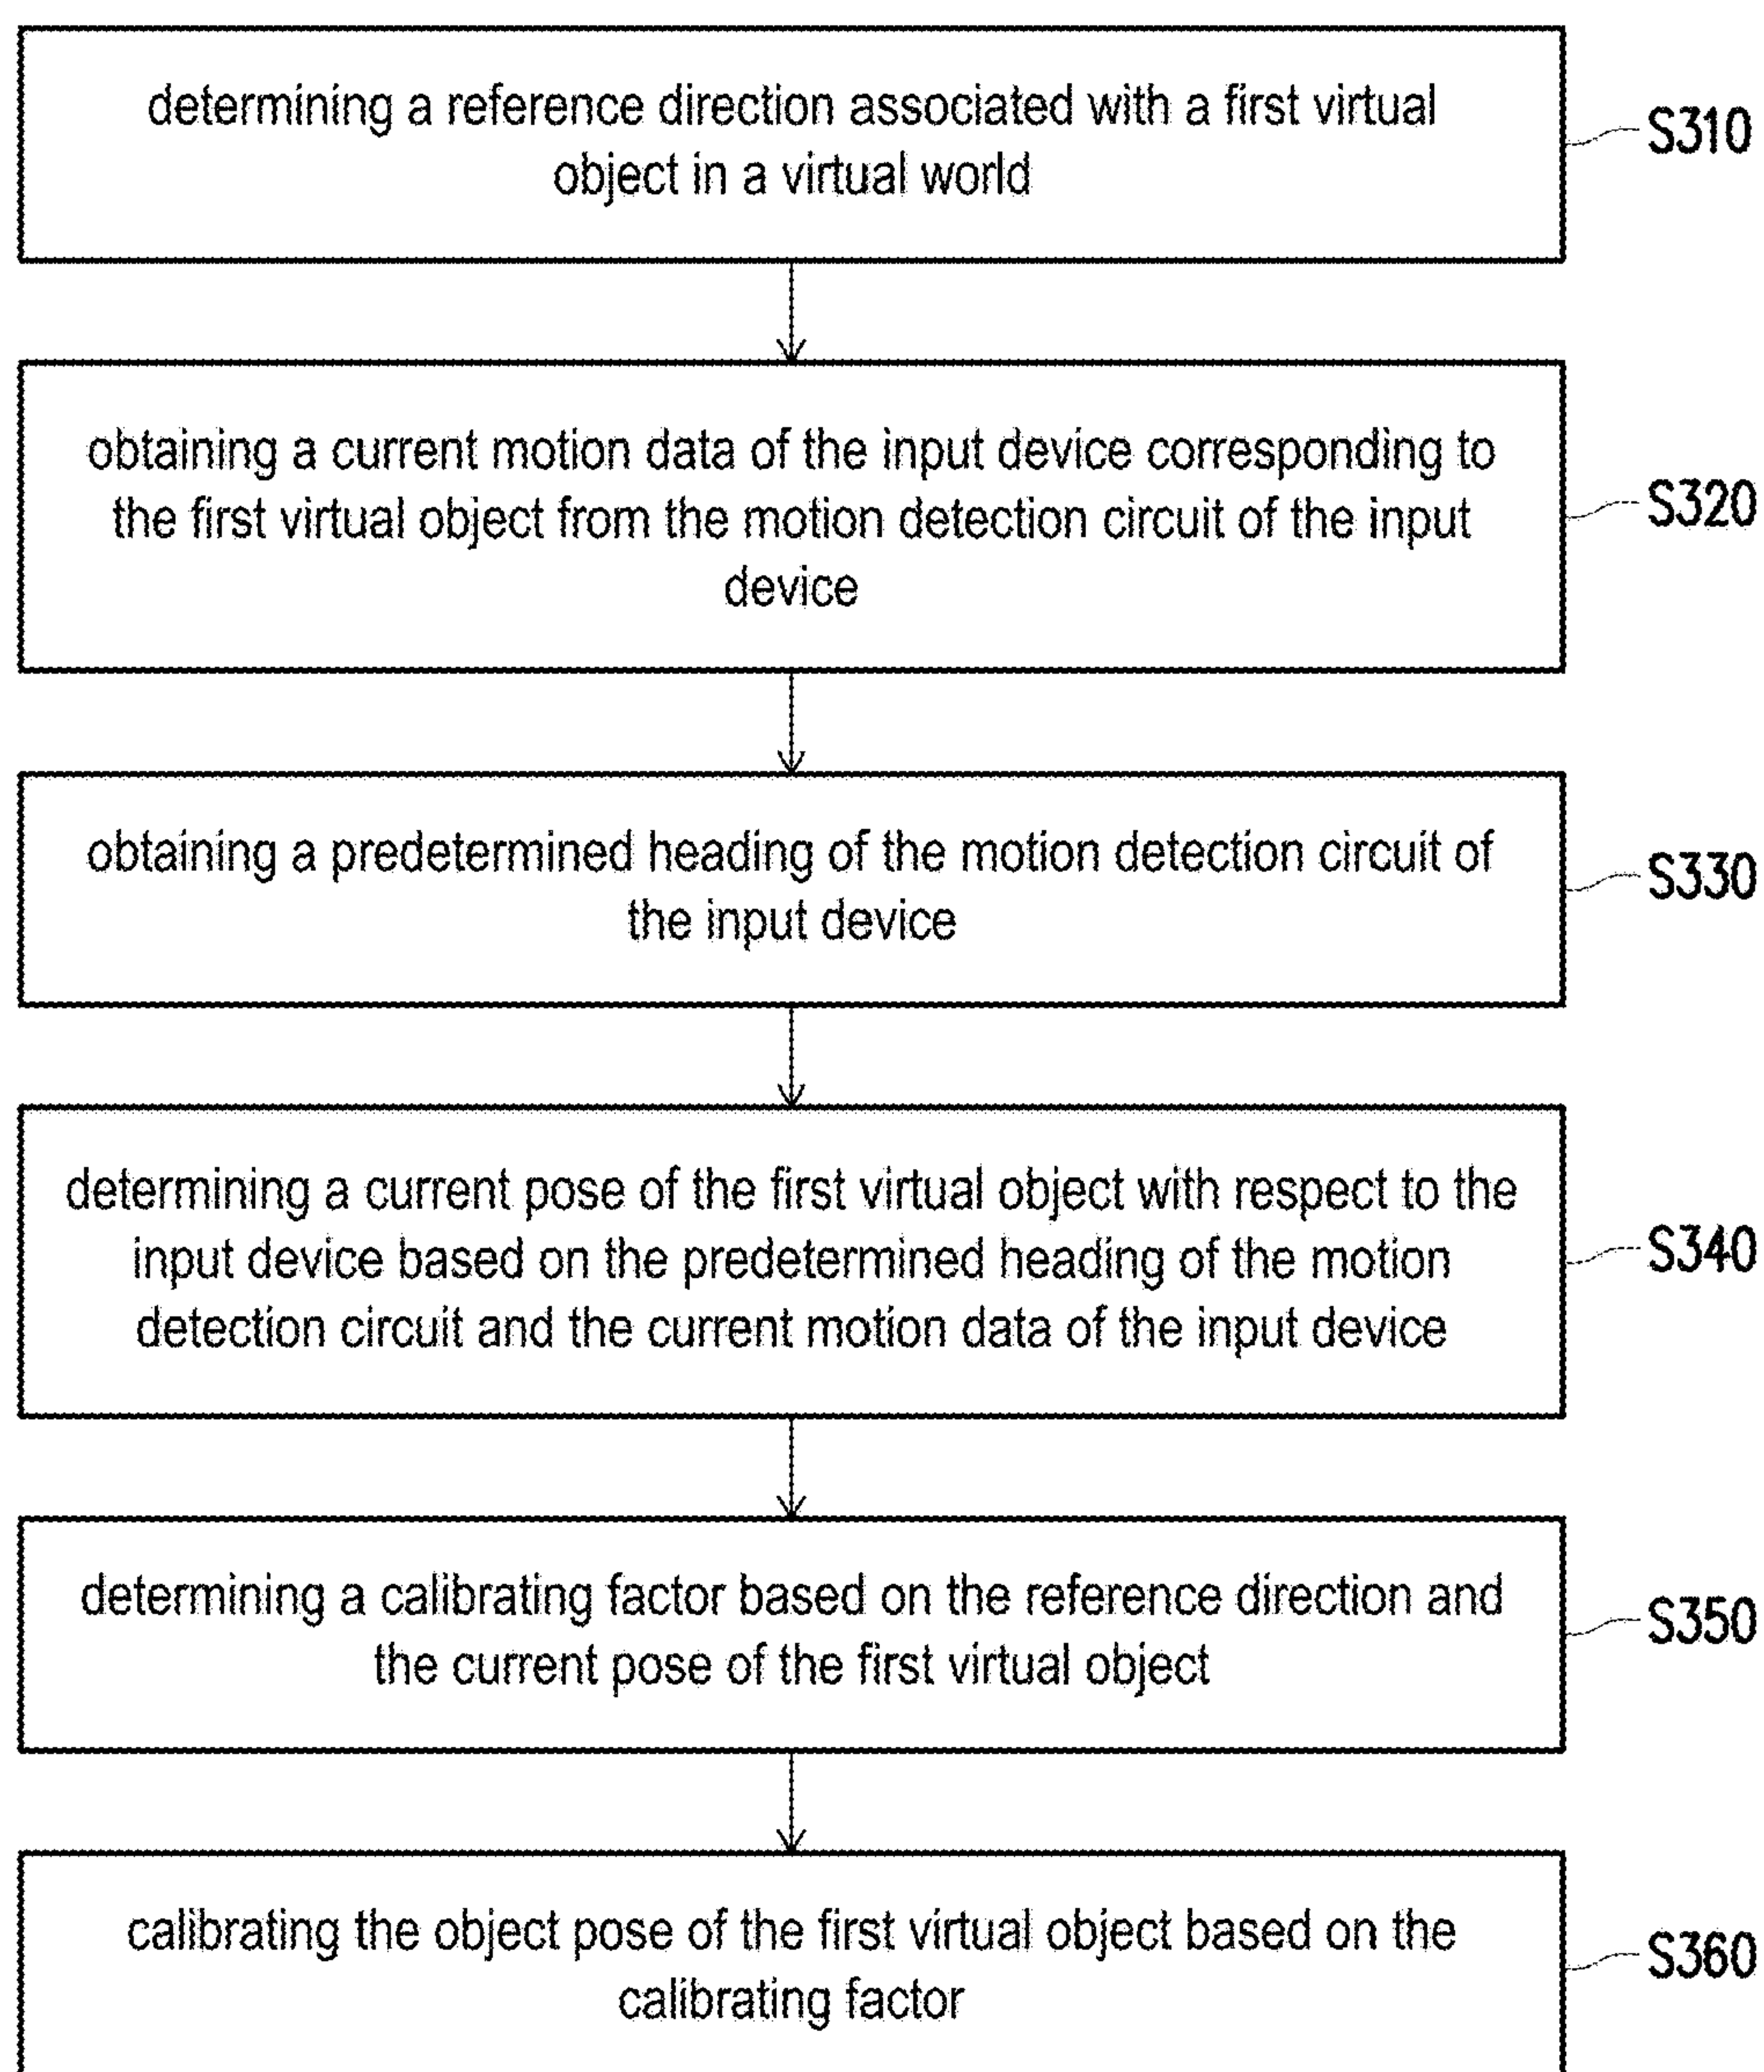 determining a reference direction associated with a first virtual
object in a virtual world
S310
obtaining a current motion data of the input device corresponding to
the first virtual object from the motion detection circuit of the input
device
S320
obtaining a predetermined heading of the motion detection circuit of
the input device
S330
determining a current pose of the first virtual object with respect to the
input device based on the predetermined heading of the motion
detection circuit and the current motion data of the input device
S340
determining a calibrating factor based on the reference direction and
the current pose of the first virtual object
S350
calibrating the object pose of the first virtual object based on the
calibrating factor
S360